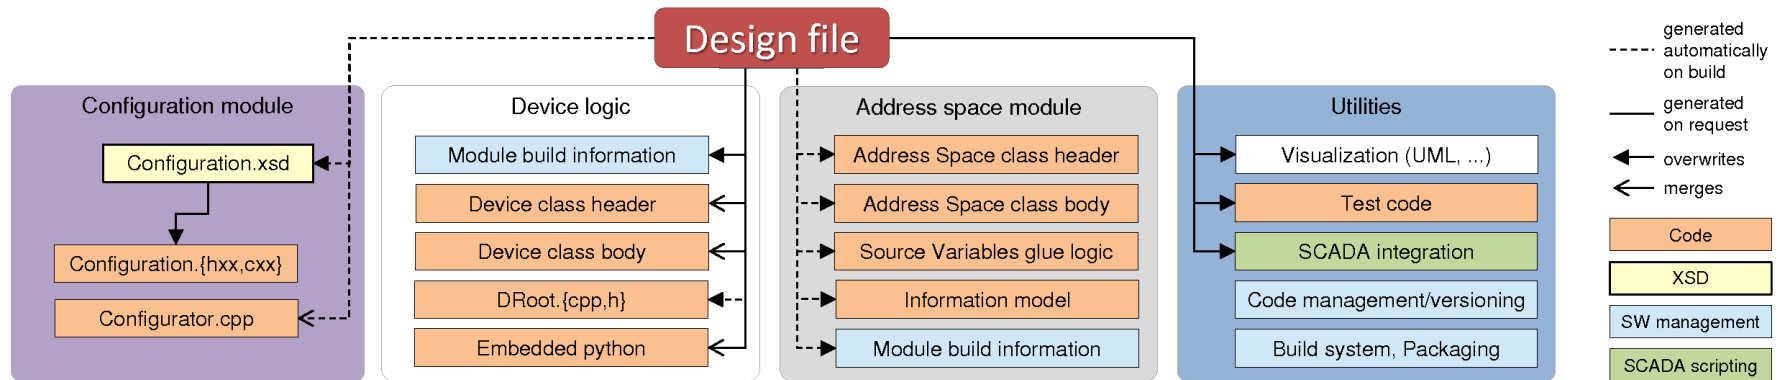 Design file
Configuration module
Configuration.xsd
Configuration.{hxx,cxx}
Configurator.cpp
Device logic
Module build information
Device class header
Device class body
DRoot.{cpp,h}
Embedded python
Address space module
Address Space class header
Address Space class body
Source Variables glue logic
Information model
Module build information
Utilities
Visualization (UML, ...)
Test code
SCADA integration
Code management/versioning
Build system, Packaging
generated
automatically
on build
generated
on request
overwrites
merges
Code
XSD
SW management
SCADA scripting